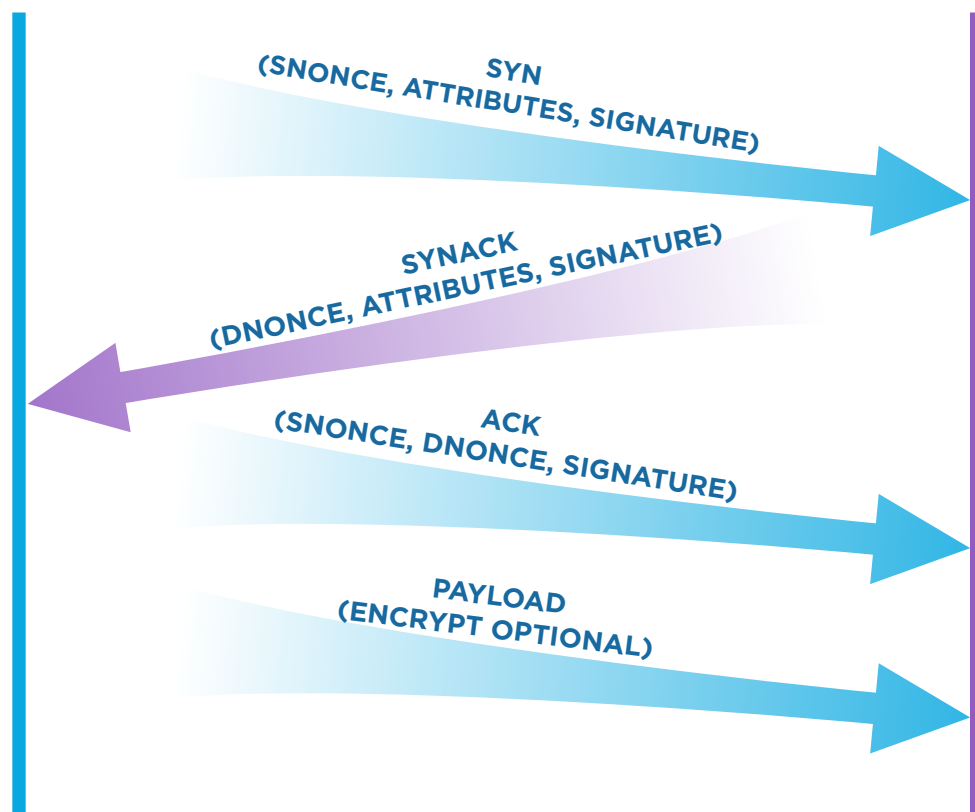 SYN
(SNONCE, ATTRIBUTES, SIGNATURE)
SYNACK
(DNONCE, ATTRIBUTES, SIGNATURE)
ACK
(SNONCE, DNONCE, SIGNATURE)
PAYLOAD
(ENCRYPT OPTIONAL)